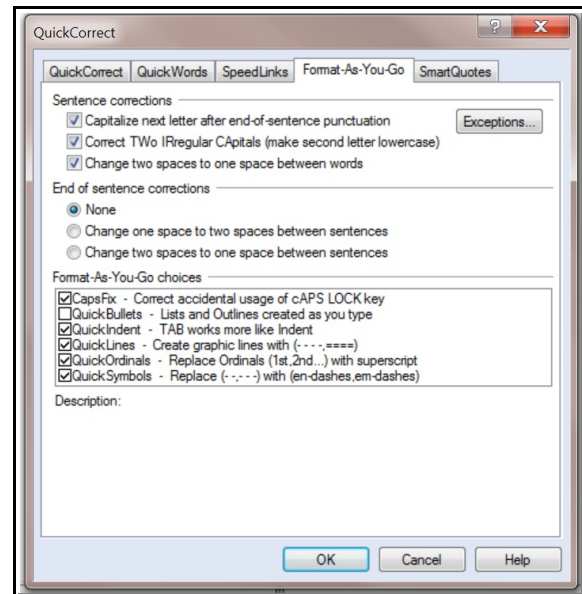 QuickCorrect
QuickCorrect QuickWords SpeedLinks Format-As-You-Go SmartQuotes
Sentence corrections
Capitalize next letter after end-of-sentence punctuation
Exceptions...
Correct TWo IRregular CApitals (make second letter lowercase)
Change two spaces to one space between words
End of sentence corrections
None
Change one space to two spaces between sentences
Change two spaces to one space between sentences
Format-As-You-Go choices
CapsFix - Correct accidental usage of cAPS LOCK key
QuickBullets - Lists and Outlines created as you type
QuickIndent - TAB works more like Indent
QuickLines - Create graphic lines with (- - - -,====)
QuickOrdinals - Replace Ordinals (1st,2nd...) with superscript
QuickSymbols - Replace (- -,- - -) with (en-dashes,em-dashes)
Description:
OK Cancel Help